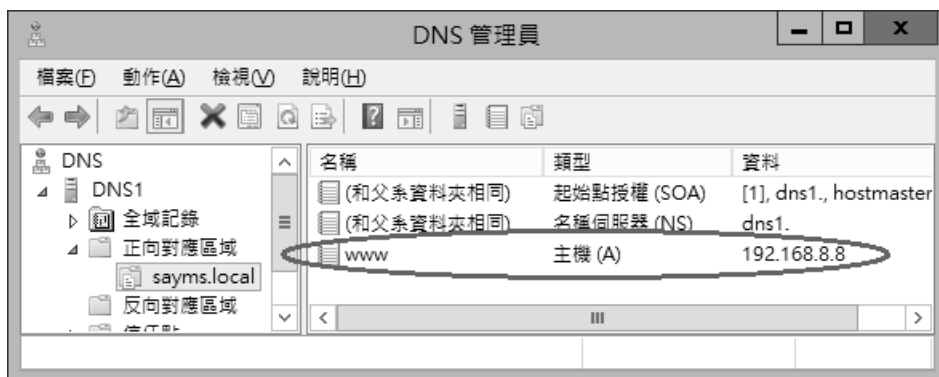 DNS 管理員
檔案(F) 動作(A) 檢視(V) 說明(H)
DNS
DNS1
全域記錄
正向對應區域
sayms.local
反向對應區域
名稱 類型 資料
(和父系資料夾相同) 起始點授權 (SOA) [1], dns1., hostmaster
(和父系資料夾相同) 名稱伺服器 (NS) dns1.
www 主機 (A) 192.168.8.8